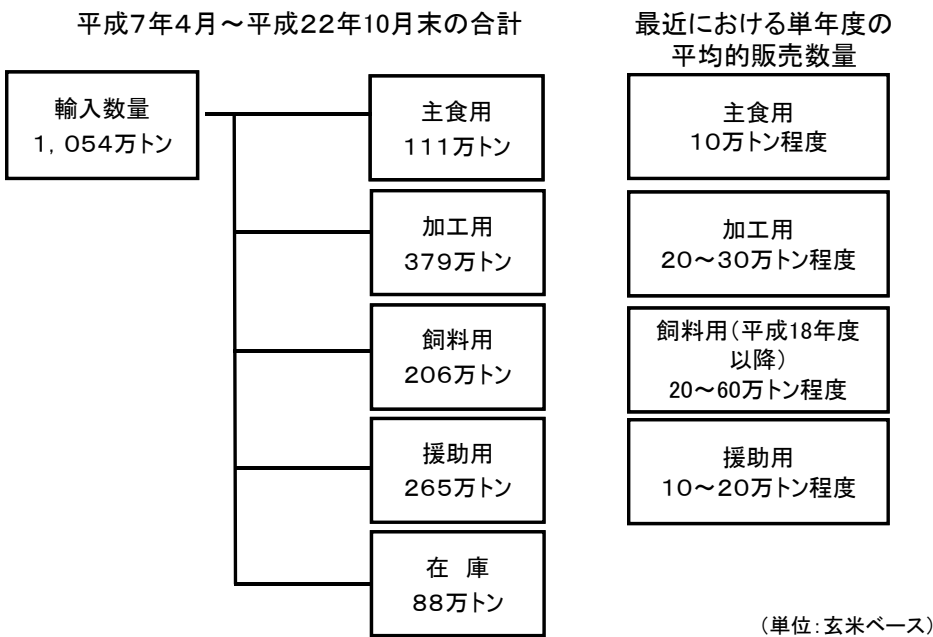 平成７年４月～平成２２年10月末の合計
輸入数量
１，０５４万トン
主食用
１１１万トン
加工用
３７９万トン
飼料用
２０６万トン
援助用
２６５万トン
在　庫
８８万トン
最近における単年度の
平均的販売数量
主食用
１０万トン程度
加工用
２０～３０万トン程度
飼料用（平成18年度
以降）
20～60万トン程度
援助用
１０～２０万トン程度
（単位：玄米ベース）